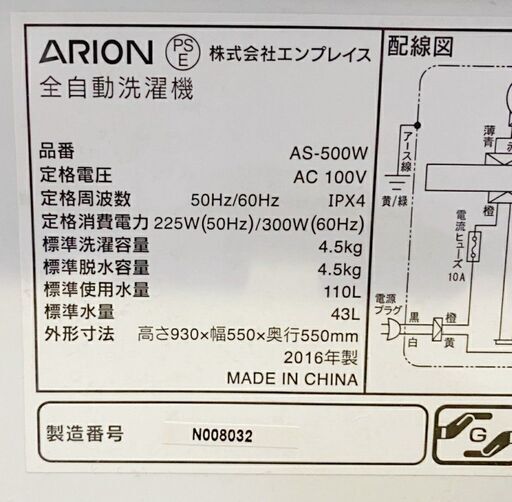 ARION PSE 株式会社エンプレイス
全自動洗濯機
品番 AS-500W
定格電圧 AC 100V
定格周波数 50Hz/60Hz IPX4
定格消費電力 225W(50Hz)/300W(60Hz)
標準洗濯容量 4.5kg
標準脱水容量 4.5kg
標準使用水量 110L
標準水量 43L
外形寸法 高さ930×幅550×奥行550mm
2016年製
MADE IN CHINA
製造番号 N008032
配線図
アース線
黄/緑
薄青
赤
橙
電流ヒューズ
10A
電源プラグ
黒
白
橙
黄
G